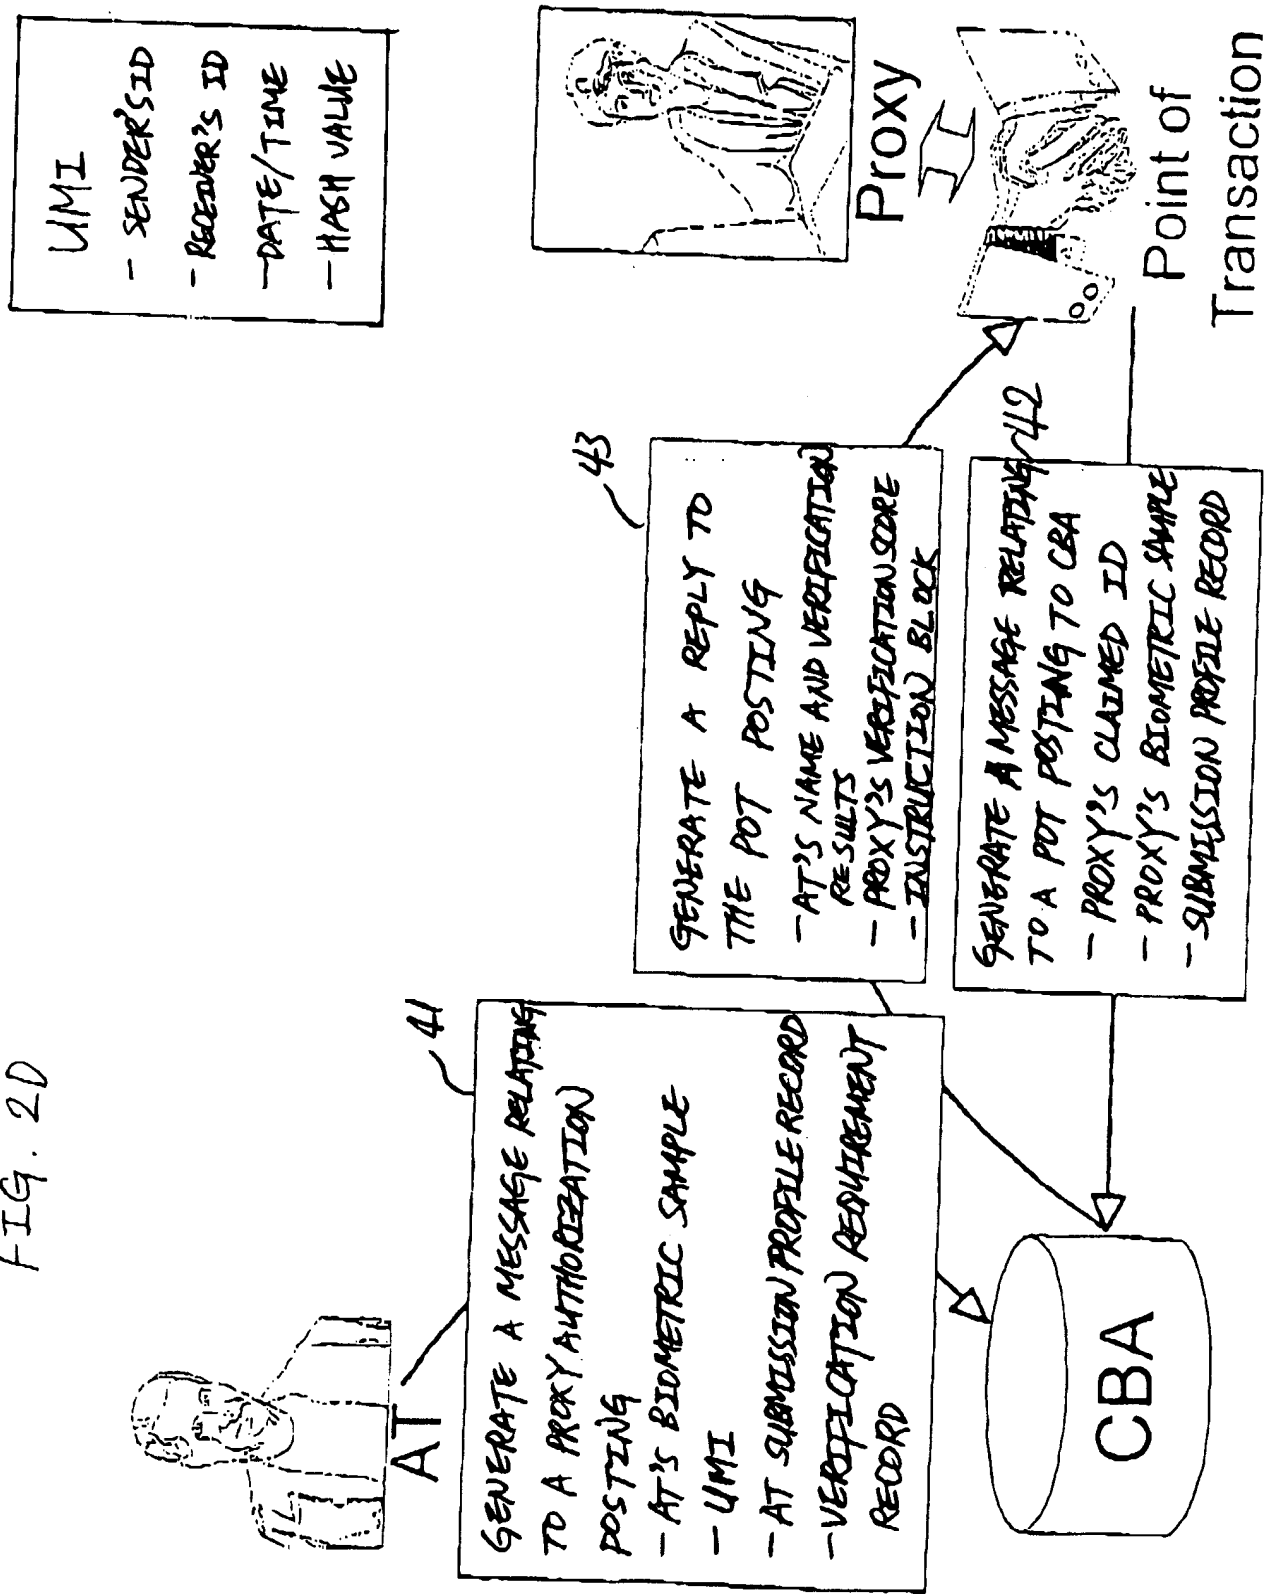 FIG. 2D
UMI
- SENDER'S ID
- RECEIVER'S ID
- DATE/TIME
- HASH VALUE
AT
41
GENERATE A MESSAGE RELATING
TO A PROXY AUTHORIZATION
POSTING
- AT'S BIOMETRIC SAMPLE
- UMI
- AT SUBMISSION PROFILE RECORD
- VERIFICATION REQUIREMENT
RECORD
43
GENERATE A REPLY TO
THE POT POSTING
- AT'S NAME AND VERIFICATION
RESULTS
- PROXY'S VERIFICATION SCORE
- INSTRUCTION BLOCK
Proxy
42
GENERATE A MESSAGE RELATING
TO A POT POSTING TO CBA
- PROXY'S CLAIMED ID
- PROXY'S BIOMETRIC SAMPLE
- SUBMISSION PROFILE RECORD
CBA
Point of
Transaction